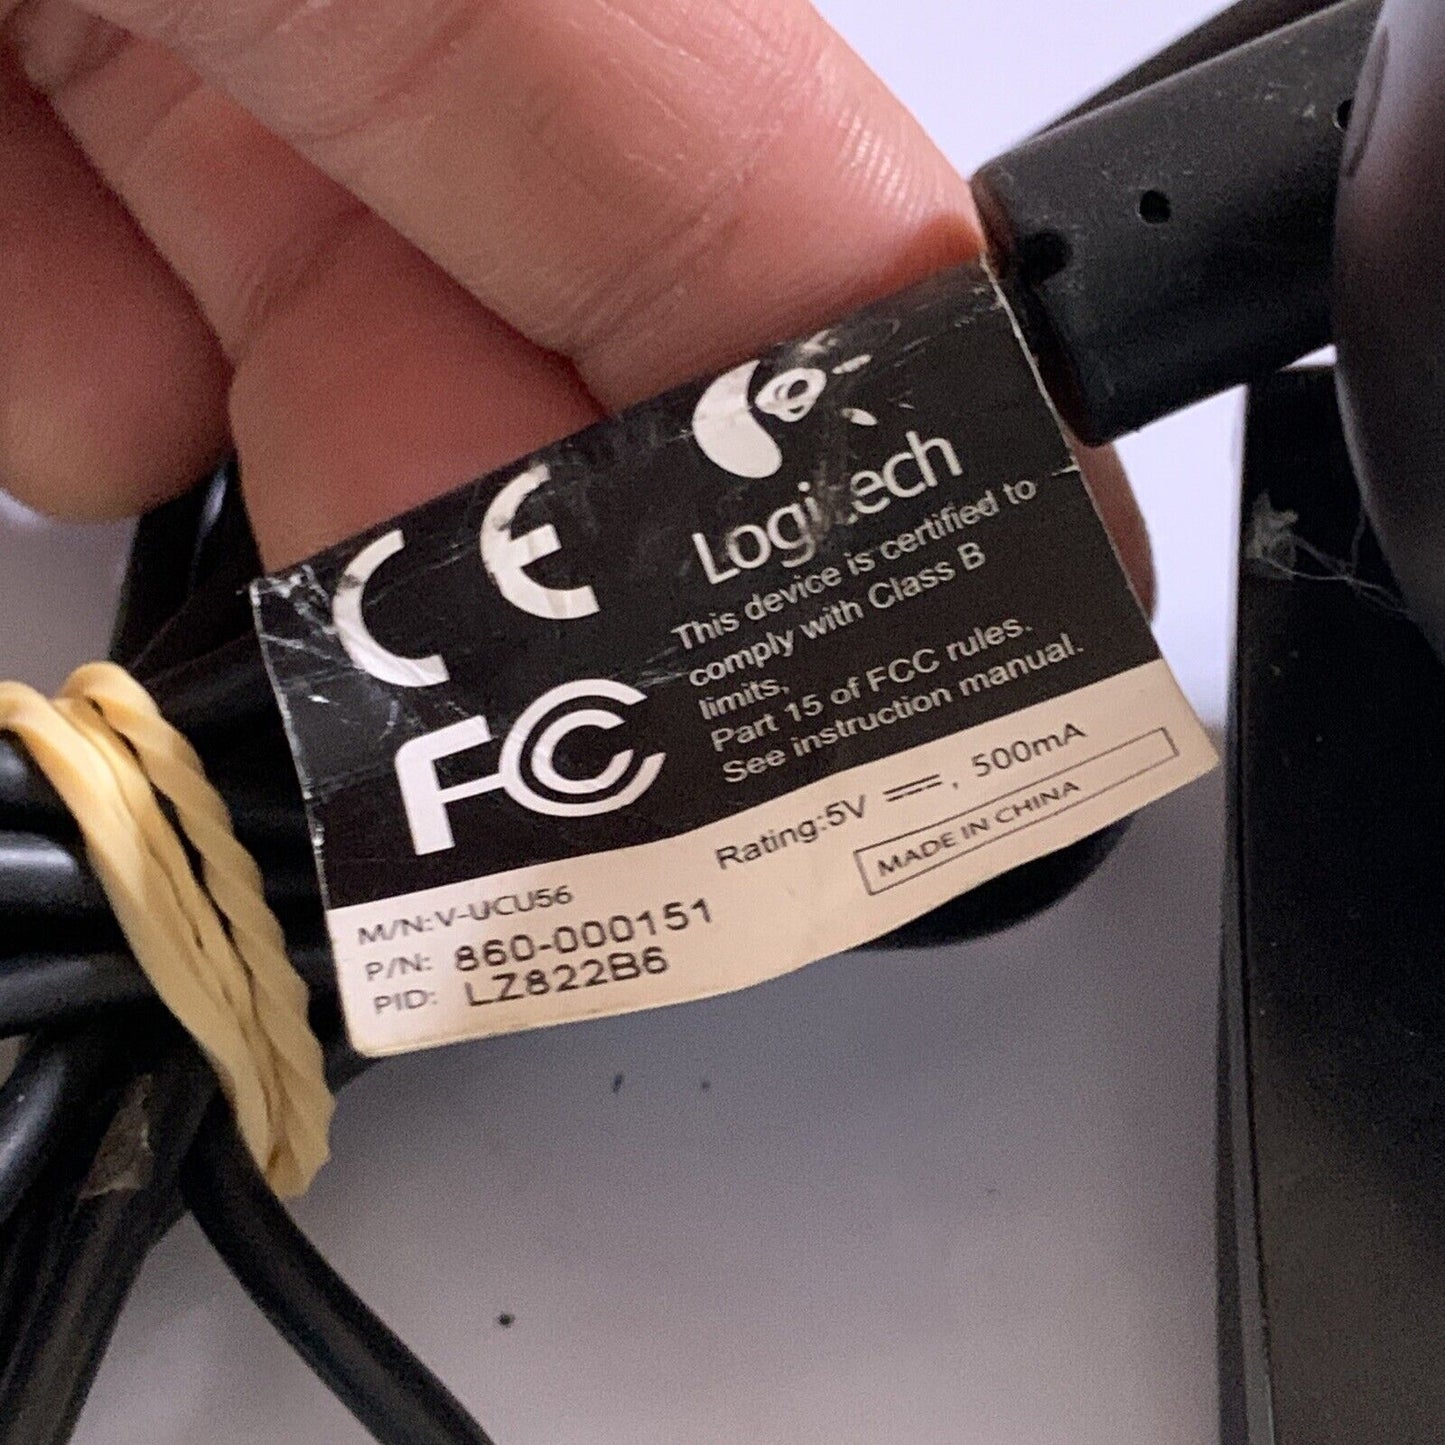 CE
Logitech
This device is certified to
comply with Class B
limits,
Part 15 of FCC rules.
See instruction manual.
FC
Rating:5V ⎓, 500mA
MADE IN CHINA
M/N:V-UCU56
P/N: 860-000151
PID: LZ822B6